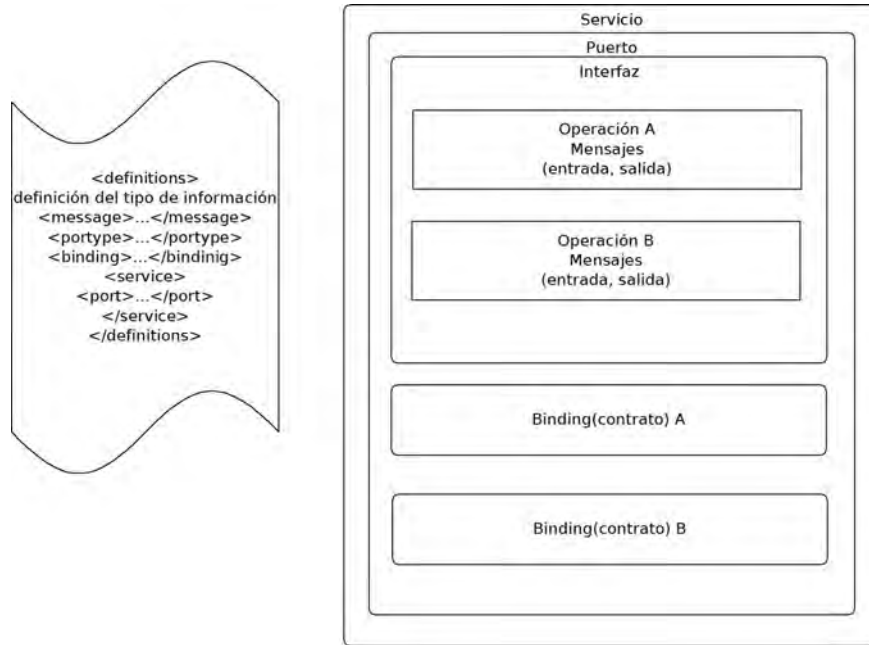 <definitions>
definición del tipo de información
<message>...</message>
<portype>...</portype>
<binding>...</bindinig>
<service>
<port>...</port>
</service>
</definitions>
Servicio
Puerto
Interfaz
Operación A
Mensajes
(entrada, salida)
Operación B
Mensajes
(entrada, salida)
Binding(contrato) A
Binding(contrato) B